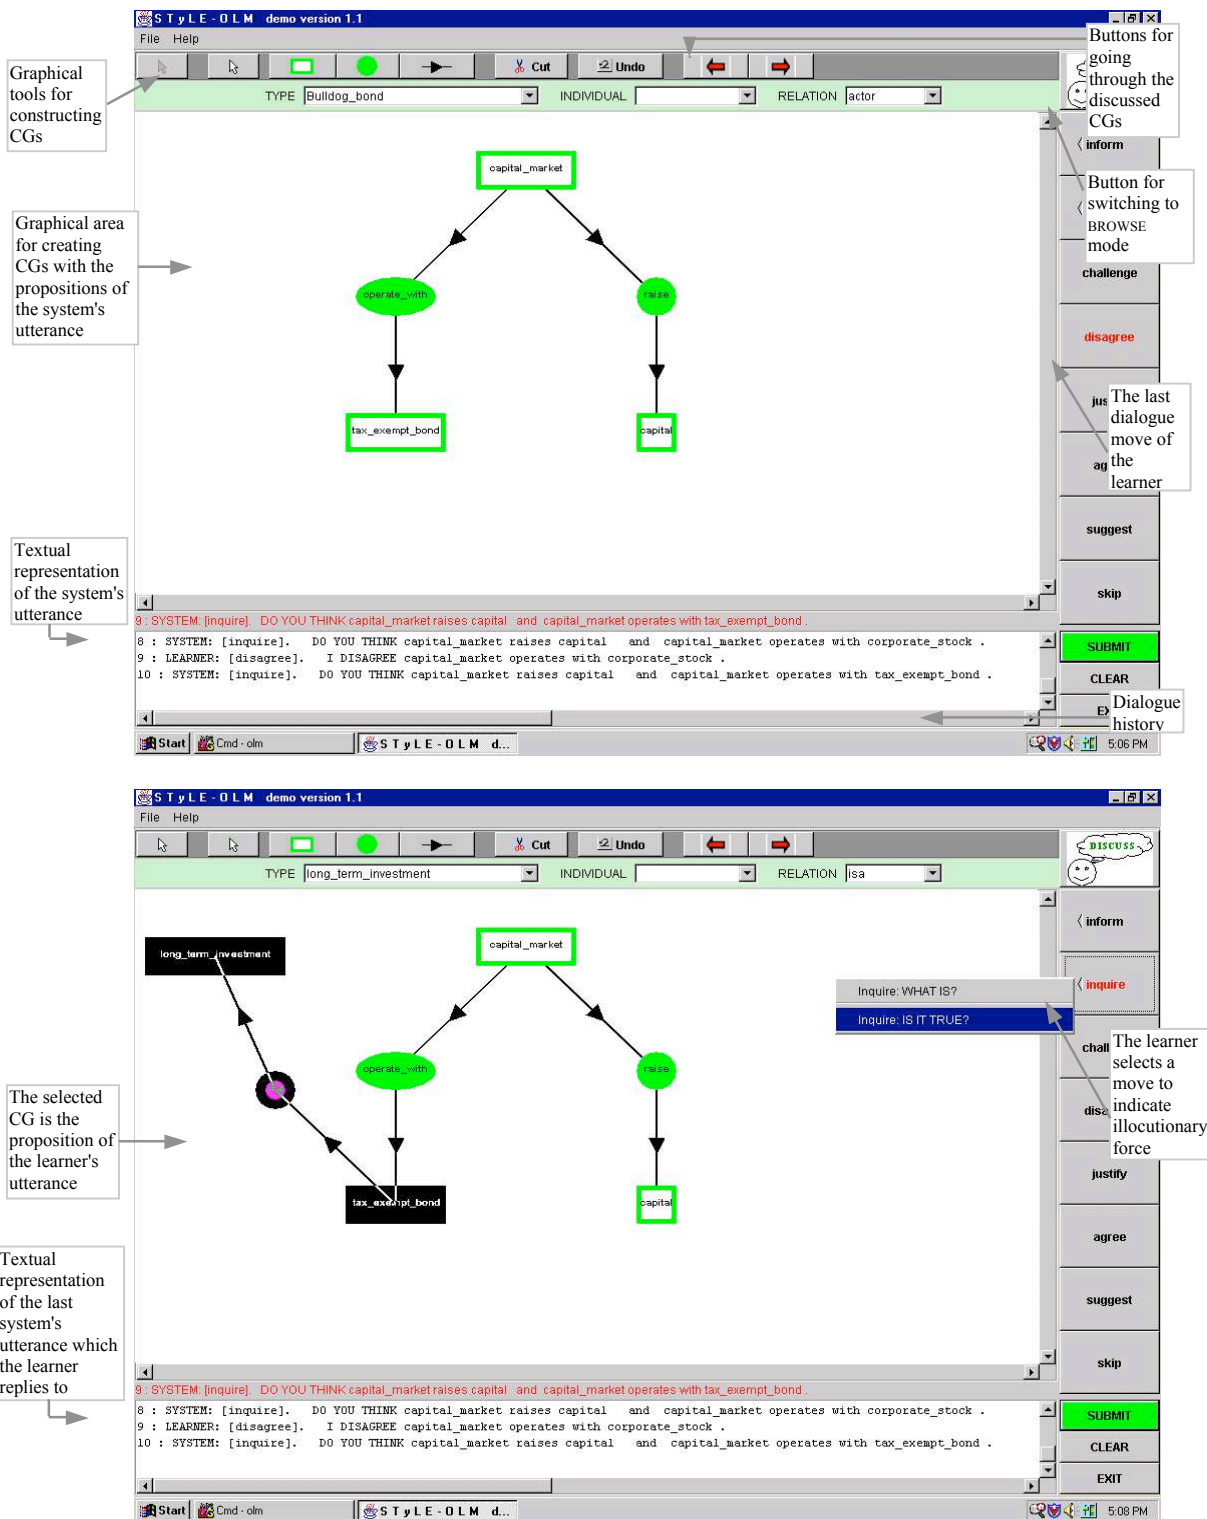 S T y L E - O L M demo version 1.1
File Help
Cut
Undo
TYPE Bulldog_bond INDIVIDUAL RELATION actor
Graphical
tools for
constructing
CGs
Buttons for
going
through the
discussed
CGs
inform
Button for
switching to
BROWSE
mode
capital_market
Graphical area
for creating
CGs with the
propositions of
the system's
utterance
operate_with
raise
challenge
disagree
The last
dialogue
move of
the
learner
tax_exempt_bond
capital
suggest
skip
Textual
representation
of the system's
utterance
9 : SYSTEM: [inquire]. DO YOU THINK capital_market raises capital and capital_market operates with tax_exempt_bond .
8 : SYSTEM: [inquire]. DO YOU THINK capital_market raises capital and capital_market operates with corporate_stock .
9 : LEARNER: [disagree]. I DISAGREE capital_market operates with corporate_stock .
10 : SYSTEM: [inquire]. DO YOU THINK capital_market raises capital and capital_market operates with tax_exempt_bond .
SUBMIT
CLEAR
Dialogue
history
Start Cmd - olm S T y L E - O L M d... 5:06 PM
S T y L E - O L M demo version 1.1
File Help
Cut
Undo
DISCUSS
TYPE long_term_investment INDIVIDUAL RELATION isa
inform
long_term_investment
capital_market
inquire
Inquire: WHAT IS?
Inquire: IS IT TRUE?
The learner
selects a
move to
indicate
illocutionary
force
operate_with
raise
The selected
CG is the
proposition of
the learner's
utterance
justify
tax_exempt_bond
capital
agree
suggest
skip
Textual
representation
of the last
system's
utterance which
the learner
replies to
9 : SYSTEM: [inquire]. DO YOU THINK capital_market raises capital and capital_market operates with tax_exempt_bond .
8 : SYSTEM: [inquire]. DO YOU THINK capital_market raises capital and capital_market operates with corporate_stock .
9 : LEARNER: [disagree]. I DISAGREE capital_market operates with corporate_stock .
10 : SYSTEM: [inquire]. DO YOU THINK capital_market raises capital and capital_market operates with tax_exempt_bond .
SUBMIT
CLEAR
EXIT
Start Cmd - olm S T y L E - O L M d... 5:08 PM